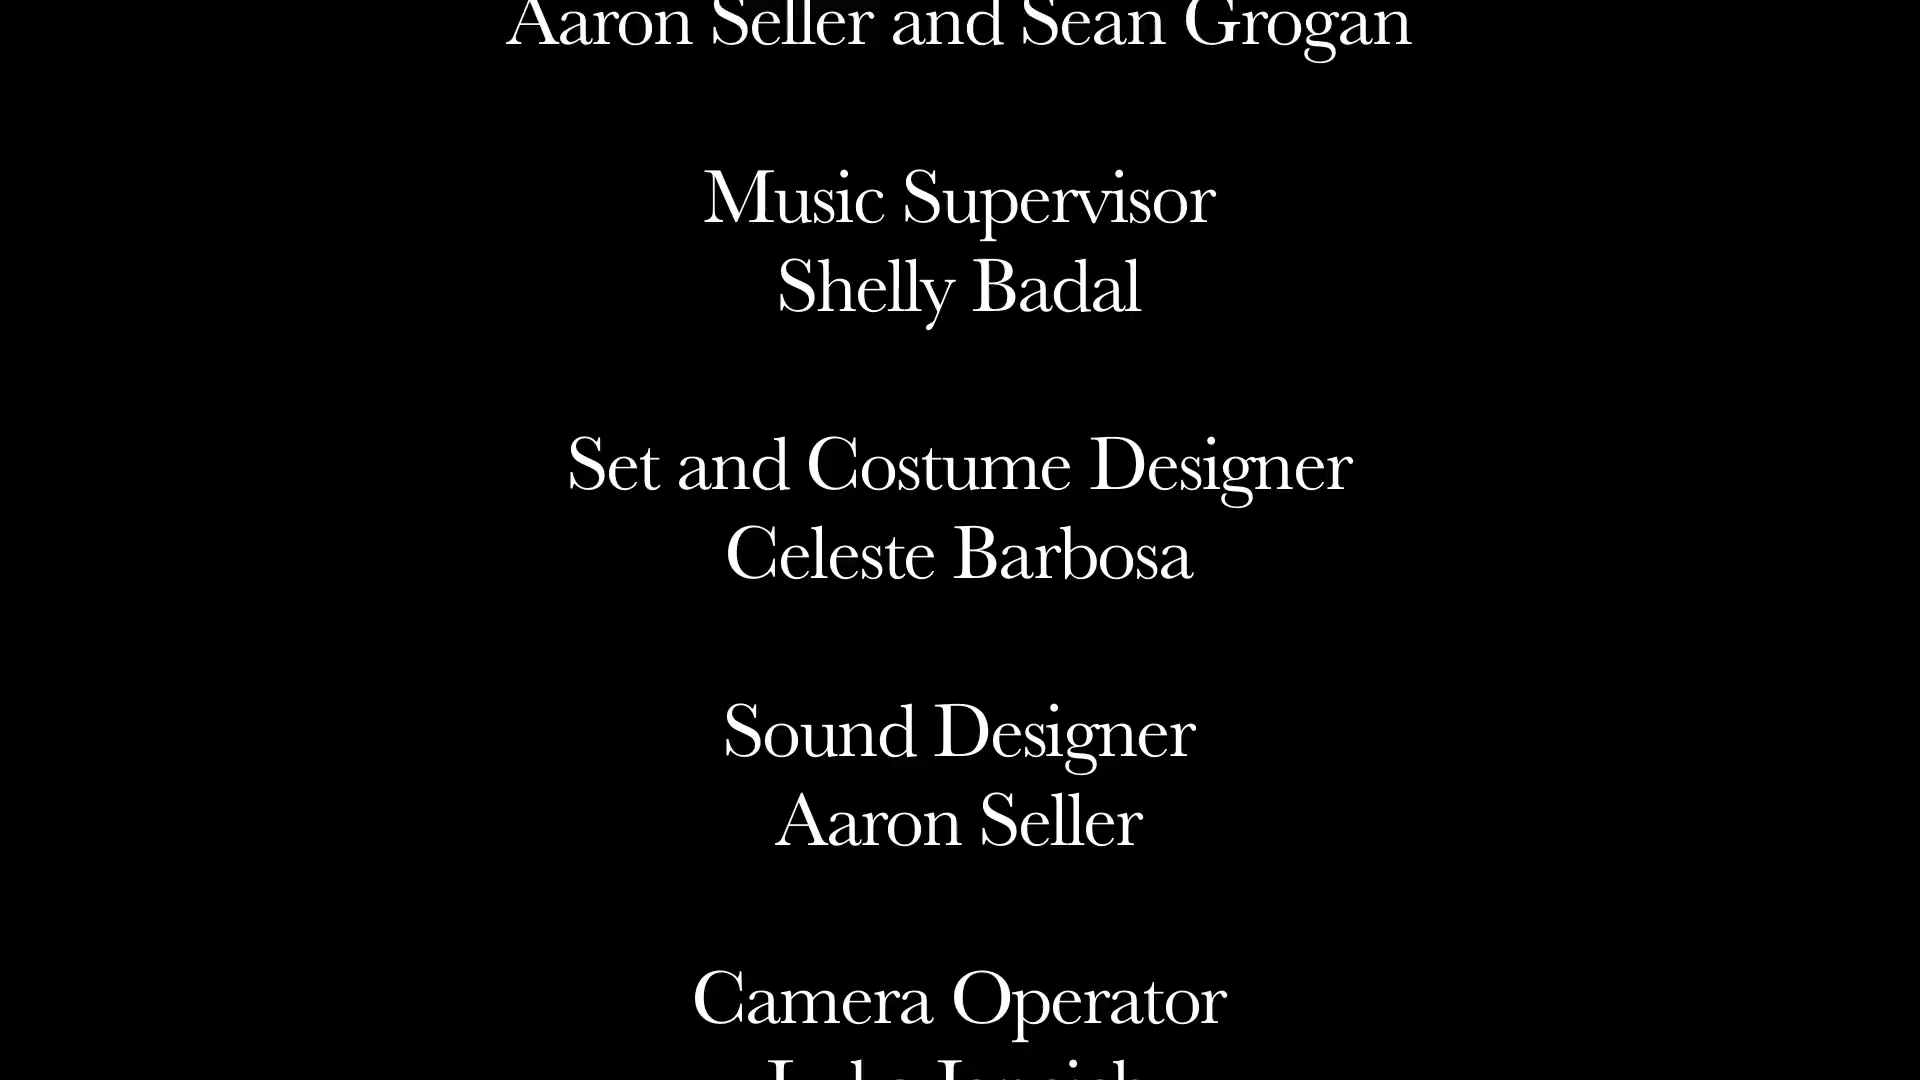 Aaron Seller and Sean Grogan
Music Supervisor
Shelly Badal
Set and Costume Designer
Celeste Barbosa
Sound Designer
Aaron Seller
Camera Operator